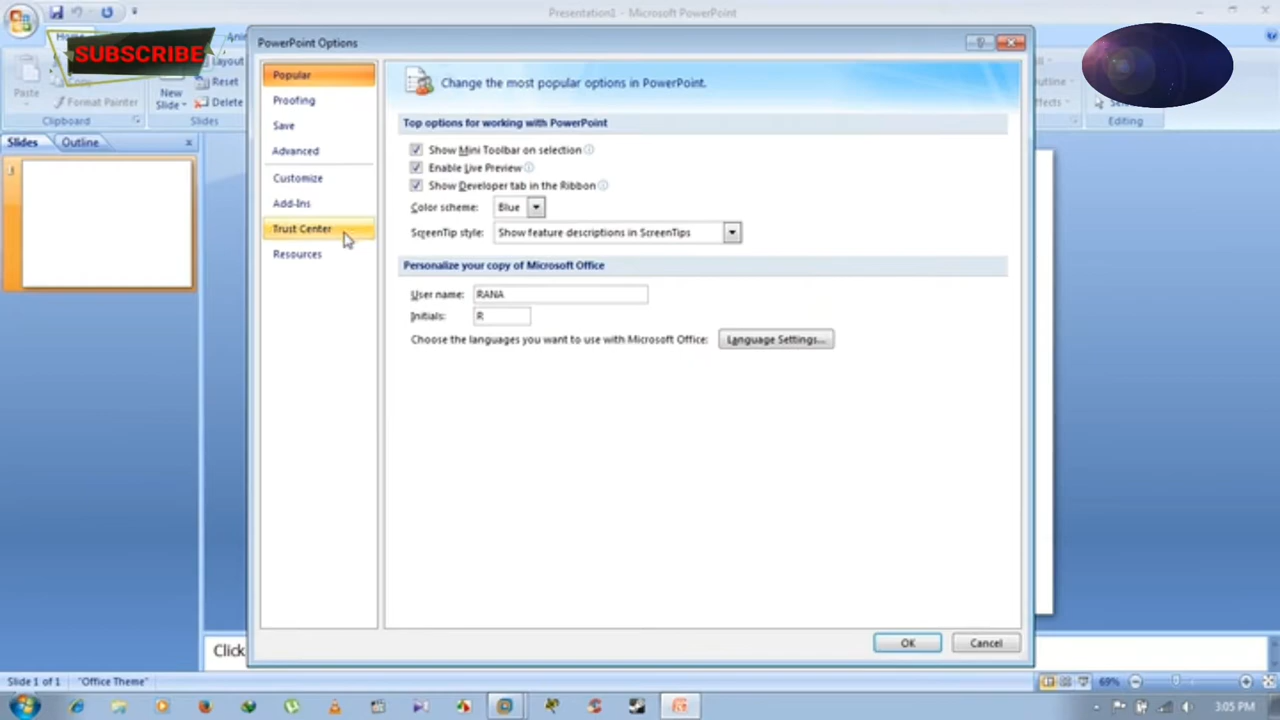 Presentation1 - Microsoft PowerPoint
SUBSCRIBE
Paste
Format Painter
Clipboard
New
Slide
Layout
Reset
Delete
Slides
Editing
Slides
Outline
PowerPoint Options
Popular
Proofing
Save
Advanced
Customize
Add-Ins
Trust Center
Resources
Change the most popular options in PowerPoint.
Top options for working with PowerPoint
Show Mini Toolbar on selection
Enable Live Preview
Show Developer tab in the Ribbon
Color scheme: Blue
ScreenTip style: Show feature descriptions in ScreenTips
Personalize your copy of Microsoft Office
User name: RANA
Initials: R
Choose the languages you want to use with Microsoft Office: Language Settings...
OK Cancel
Click
Slide 1 of 1 "Office Theme" 69%
3:05 PM